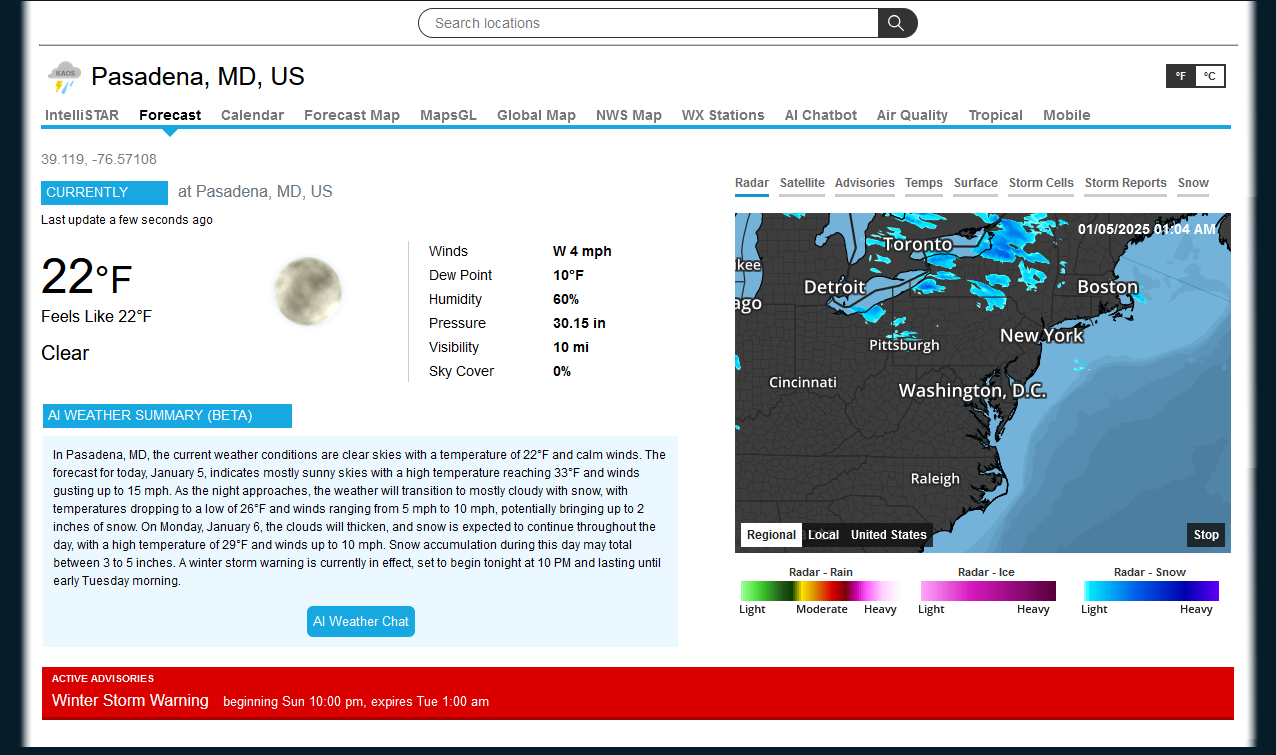 Search locations
KAOS
Pasadena, MD, US
°F °C
IntelliSTAR Forecast Calendar Forecast Map MapsGL Global Map NWS Map WX Stations AI Chatbot Air Quality Tropical Mobile
39.119, -76.57108
CURRENTLY at Pasadena, MD, US
Last update a few seconds ago
22°F
Feels Like 22°F
Clear
Winds W 4 mph
Dew Point 10°F
Humidity 60%
Pressure 30.15 in
Visibility 10 mi
Sky Cover 0%
AI WEATHER SUMMARY (BETA)
In Pasadena, MD, the current weather conditions are clear skies with a temperature of 22°F and calm winds. The
forecast for today, January 5, indicates mostly sunny skies with a high temperature reaching 33°F and winds
gusting up to 15 mph. As the night approaches, the weather will transition to mostly cloudy with snow, with
temperatures dropping to a low of 26°F and winds ranging from 5 mph to 10 mph, potentially bringing up to 2
inches of snow. On Monday, January 6, the clouds will thicken, and snow is expected to continue throughout the
day, with a high temperature of 29°F and winds up to 10 mph. Snow accumulation during this day may total
between 3 to 5 inches. A winter storm warning is currently in effect, set to begin tonight at 10 PM and lasting until
early Tuesday morning.
AI Weather Chat
Radar Satellite Advisories Temps Surface Storm Cells Storm Reports Snow
01/05/2025 01:04 AM
Toronto
kee
Detroit
Boston
ago
New York
Pittsburgh
Cincinnati
Washington, D.C.
Raleigh
Regional Local United States Stop
Radar - Rain Radar - Ice Radar - Snow
Light Moderate Heavy Light Heavy Light Heavy
ACTIVE ADVISORIES
Winter Storm Warning beginning Sun 10:00 pm, expires Tue 1:00 am